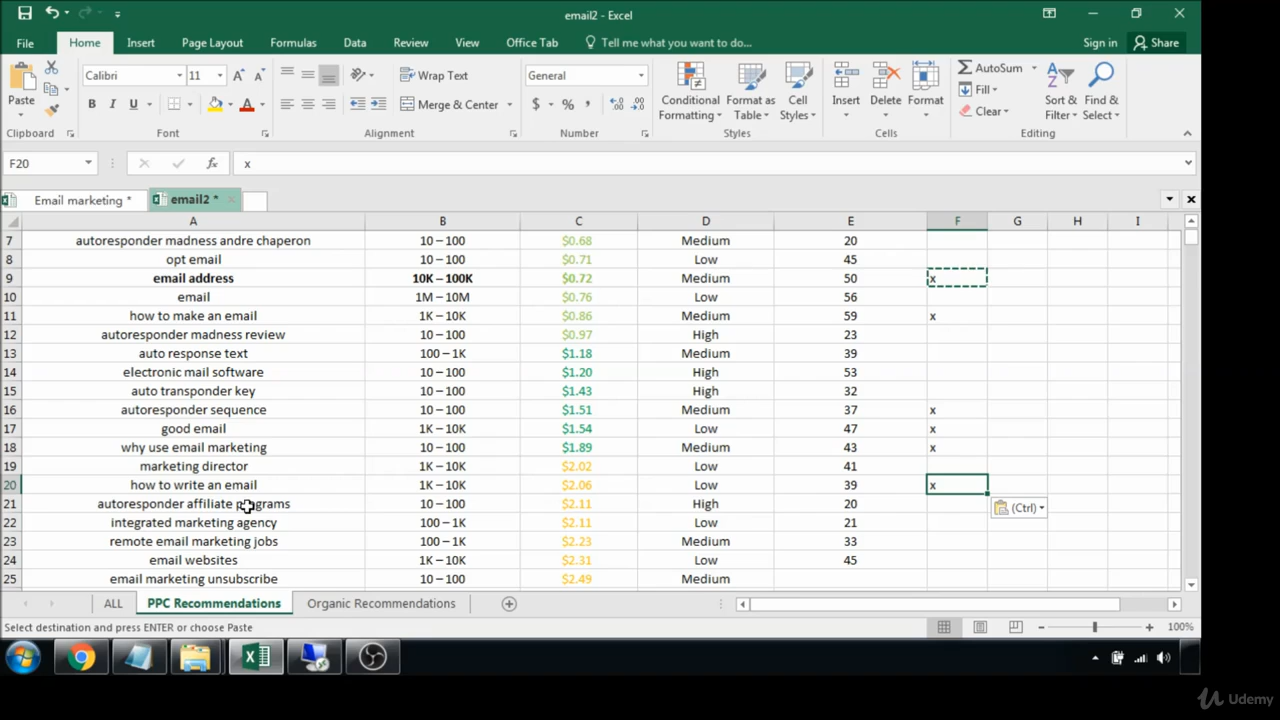 email2 - Excel
File Home Insert Page Layout Formulas Data Review View Office Tab Tell me what you want to do... Sign in Share
Paste
Clipboard
Calibri 11
B I U
Font
Wrap Text
Merge & Center
Alignment
General
$ % ,
Number
Conditional Formatting
Format as Table
Cell Styles
Styles
Insert Delete Format
Cells
AutoSum
Fill
Clear
Sort & Filter
Find & Select
Editing
F20 fx x
Email marketing * email2 *
A B C D E F G H I
7 autoresponder madness andre chaperon 10 – 100 $0.68 Medium 20
8 opt email 10 – 100 $0.71 Low 45
9 email address 10K – 100K $0.72 Medium 50 x
10 email 1M – 10M $0.76 Low 56
11 how to make an email 1K – 10K $0.86 Medium 59 x
12 autoresponder madness review 10 – 100 $0.97 High 23
13 auto response text 100 – 1K $1.18 Medium 39
14 electronic mail software 10 – 100 $1.20 High 53
15 auto transponder key 10 – 100 $1.43 High 32
16 autoresponder sequence 10 – 100 $1.51 Medium 37 x
17 good email 1K – 10K $1.54 Low 47 x
18 why use email marketing 10 – 100 $1.89 Medium 43 x
19 marketing director 1K – 10K $2.02 Low 41
20 how to write an email 1K – 10K $2.06 Low 39 x
21 autoresponder affiliate programs 10 – 100 $2.11 High 20
(Ctrl)
22 integrated marketing agency 100 – 1K $2.11 Low 21
23 remote email marketing jobs 100 – 1K $2.23 Medium 33
24 email websites 1K – 10K $2.31 Low 45
25 email marketing unsubscribe 10 – 100 $2.49 Medium
ALL PPC Recommendations Organic Recommendations
Select destination and press ENTER or choose Paste 100%
Udemy